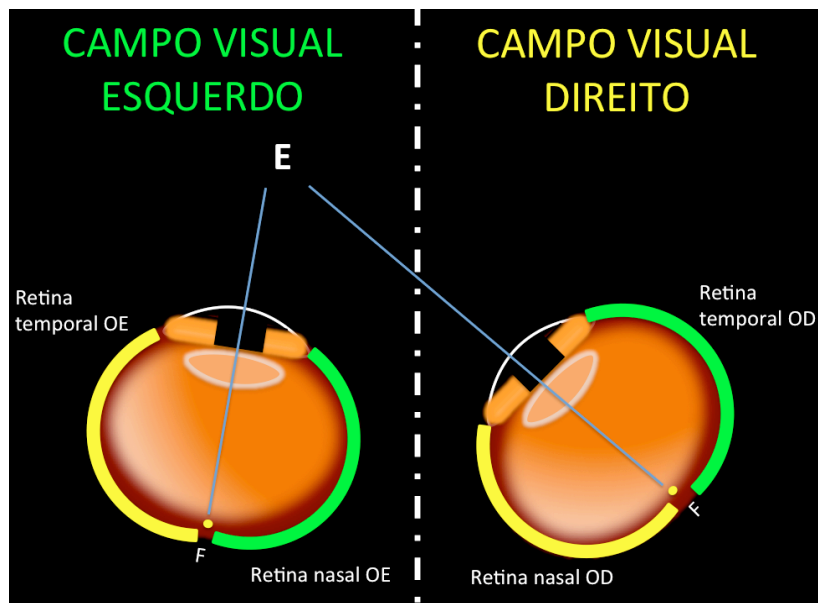 CAMPO VISUAL
ESQUERDO
CAMPO VISUAL
DIREITO
E
Retina
temporal OE
Retina
temporal OD
F
F
Retina nasal OE
Retina nasal OD